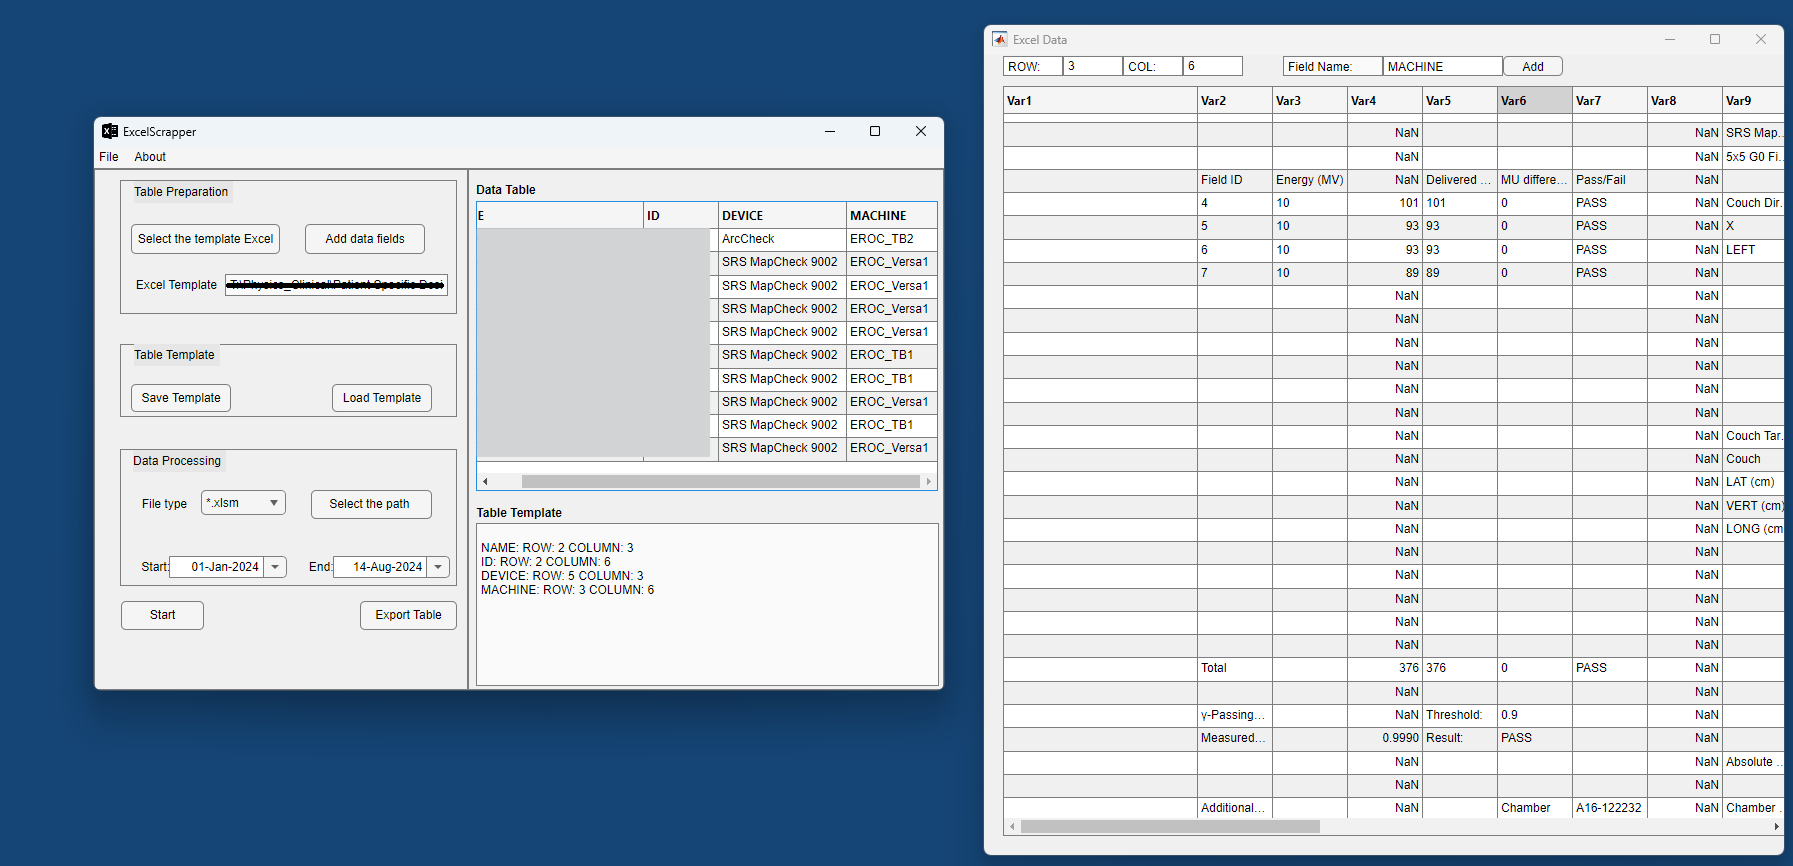 ExcelScrapper
File About
Table Preparation
Select the template Excel Add data fields
Excel Template
Table Template
Save Template Load Template
Data Processing
File type *.xlsm Select the path
Start: 01-Jan-2024 End: 14-Aug-2024
Start Export Table
Data Table
E ID DEVICE MACHINE
ArcCheck EROC_TB2
SRS MapCheck 9002 EROC_Versa1
SRS MapCheck 9002 EROC_Versa1
SRS MapCheck 9002 EROC_Versa1
SRS MapCheck 9002 EROC_Versa1
SRS MapCheck 9002 EROC_TB1
SRS MapCheck 9002 EROC_TB1
SRS MapCheck 9002 EROC_Versa1
SRS MapCheck 9002 EROC_TB1
SRS MapCheck 9002 EROC_Versa1
Table Template
NAME: ROW: 2 COLUMN: 3
ID: ROW: 2 COLUMN: 6
DEVICE: ROW: 5 COLUMN: 3
MACHINE: ROW: 3 COLUMN: 6
Excel Data
ROW: 3 COL: 6 Field Name: MACHINE Add
Var1 Var2 Var3 Var4 Var5 Var6 Var7 Var8 Var9
NaN NaN SRS Map...
NaN NaN 5x5 G0 Fi...
Field ID Energy (MV) NaN Delivered ... MU differe... Pass/Fail NaN
4 10 101 101 0 PASS NaN Couch Dir...
5 10 93 93 0 PASS NaN X
6 10 93 93 0 PASS NaN LEFT
7 10 89 89 0 PASS NaN
NaN NaN
NaN NaN
NaN NaN
NaN NaN
NaN NaN
NaN NaN
NaN NaN Couch Tar...
NaN NaN Couch
NaN NaN LAT (cm)
NaN NaN VERT (cm)
NaN NaN LONG (cm
NaN NaN
NaN NaN
NaN NaN
NaN NaN
NaN NaN
Total 376 376 0 PASS NaN
NaN NaN
γ-Passing... NaN Threshold: 0.9 NaN
Measured... 0.9990 Result: PASS NaN
NaN NaN Absolute ...
NaN NaN
Additional... NaN Chamber A16-122232 NaN Chamber ...